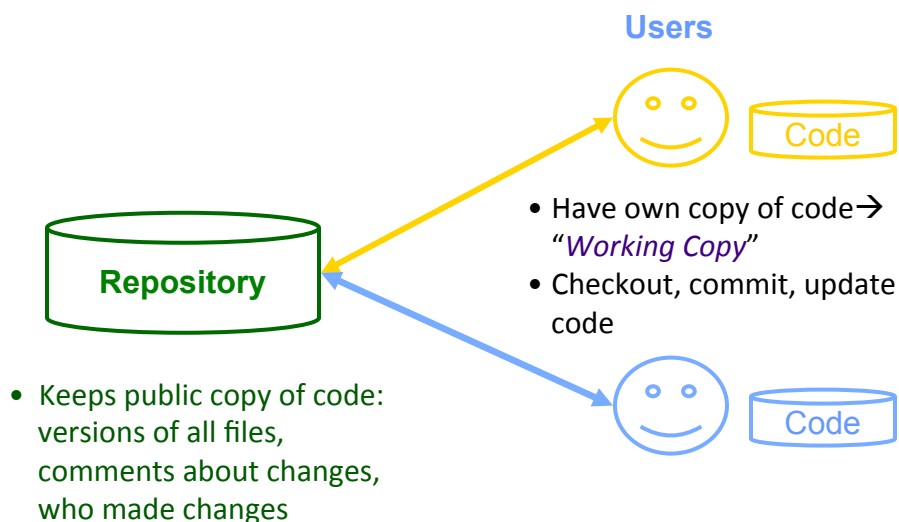 Users
Code
• Have own copy of code→
“Working Copy”
• Checkout, commit, update
code
Repository
Code
• Keeps public copy of code:
versions of all files,
comments about changes,
who made changes